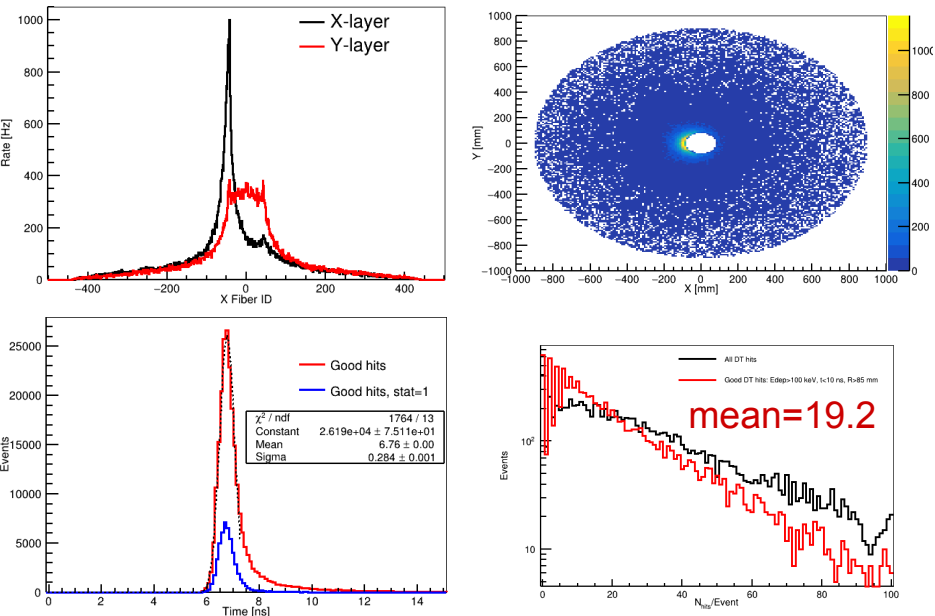 X-layer
Y-layer
1000
800
600
400
200
0
Rate [Hz]
−400 −200 0 200 400
X Fiber ID
1000
800
600
400
200
0
−200
−400
−600
−800
−1000
Y [mm]
−1000 −800 −600 −400 −200 0 200 400 600 800 1000
X [mm]
1000
800
600
400
200
0
25000
20000
15000
10000
5000
0
Events
Good hits
Good hits, stat=1
χ² / ndf 1764 / 13
Constant 2.619e+04 ± 7.511e+01
Mean 6.76 ± 0.00
Sigma 0.284 ± 0.001
0 2 4 6 8 10 12 14
Time [ns]
All DT hits
Good DT hits: Edep>100 keV, t<10 ns, R>85 mm
mean=19.2
10²
10
Events
0 20 40 60 80 100
N_hits/Event